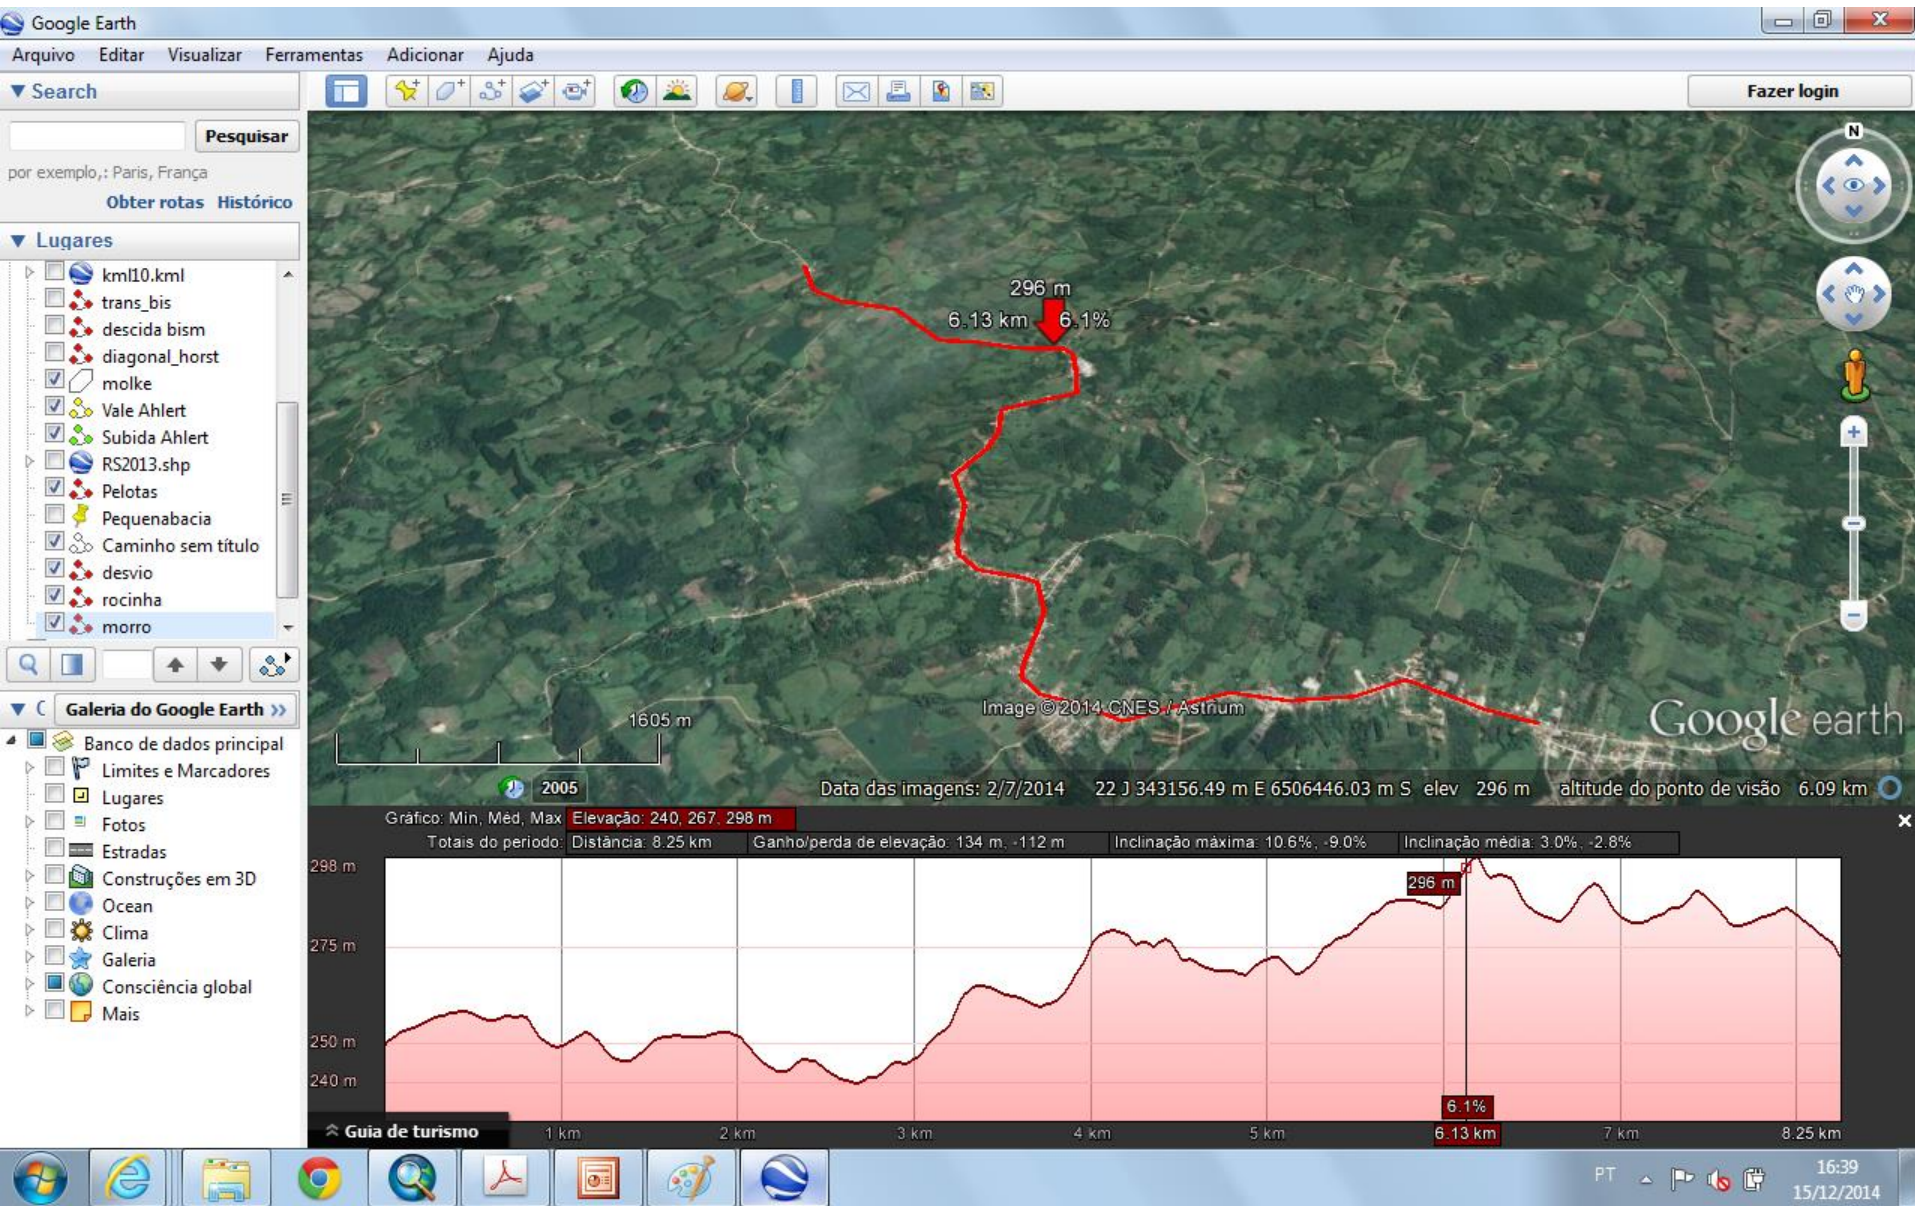 Google Earth
Arquivo Editar Visualizar Ferramentas Adicionar Ajuda
Search
Fazer login
Pesquisar
por exemplo,: Paris, França
Obter rotas Histórico
Lugares
kml10.kml
trans_bis
descida bism
diagonal_horst
molke
Vale Ahlert
Subida Ahlert
RS2013.shp
Pelotas
Pequenabacia
Caminho sem título
desvio
rocinha
morro
C Galeria do Google Earth >>
Banco de dados principal
Limites e Marcadores
Lugares
Fotos
Estradas
Construções em 3D
Ocean
Clima
Galeria
Consciência global
Mais
N
296 m
6.13 km 6.1%
Image © 2014 CNES / Astrium
Google earth
1605 m
2005
Data das imagens: 2/7/2014 22 J 343156.49 m E 6506446.03 m S elev 296 m altitude do ponto de visão 6.09 km
Gráfico: Min, Méd, Max Elevação: 240, 267, 298 m
Totais do período: Distância: 8.25 km Ganho/perda de elevação: 134 m, -112 m Inclinação máxima: 10.6%, -9.0% Inclinação média: 3.0%, -2.8%
298 m
296 m
275 m
250 m
240 m
6.1%
Guia de turismo
1 km 2 km 3 km 4 km 5 km 6.13 km 7 km 8.25 km
PT
16:39
15/12/2014